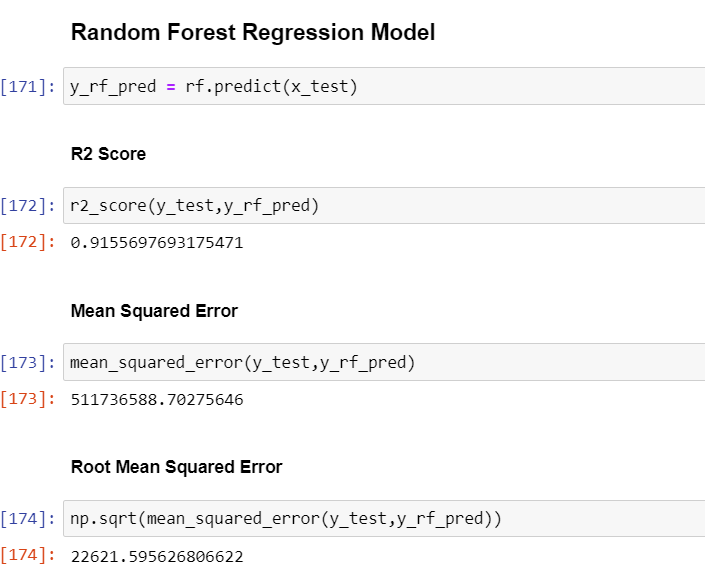 Random Forest Regression Model
[171]: y_rf_pred = rf.predict(x_test)
R2 Score
[172]: r2_score(y_test,y_rf_pred)
[172]: 0.9155697693175471
Mean Squared Error
[173]: mean_squared_error(y_test,y_rf_pred)
[173]: 511736588.70275646
Root Mean Squared Error
[174]: np.sqrt(mean_squared_error(y_test,y_rf_pred))
[174]: 22621.595626806622